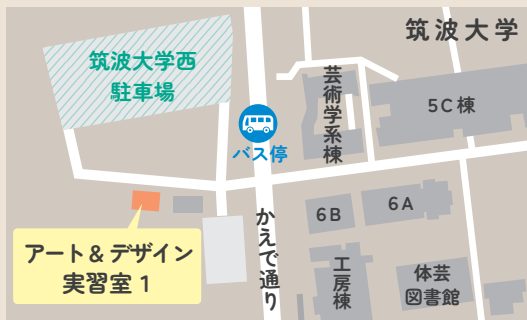 筑波大学
筑波大学西
駐車場
芸術学系棟
5C棟
バス停
かえで通り
6B
6A
アート&デザイン
実習室1
工房棟
体芸
図書館